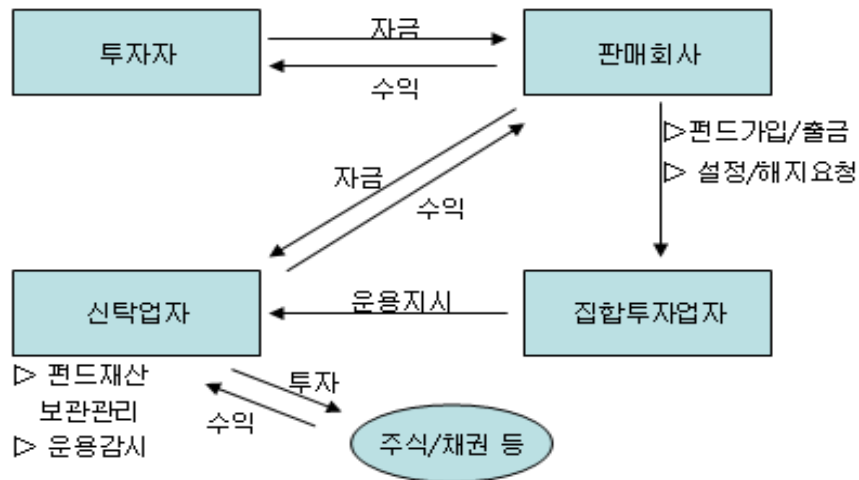 자금
투자자
판매회사
수익
▷펀드가입/출금
▷ 설정/해지요청
자금
수익
신탁업자
운용지시
집합투자업자
▷ 펀드재산
보관관리
▷ 운용감시
투자
수익
주식/채권 등